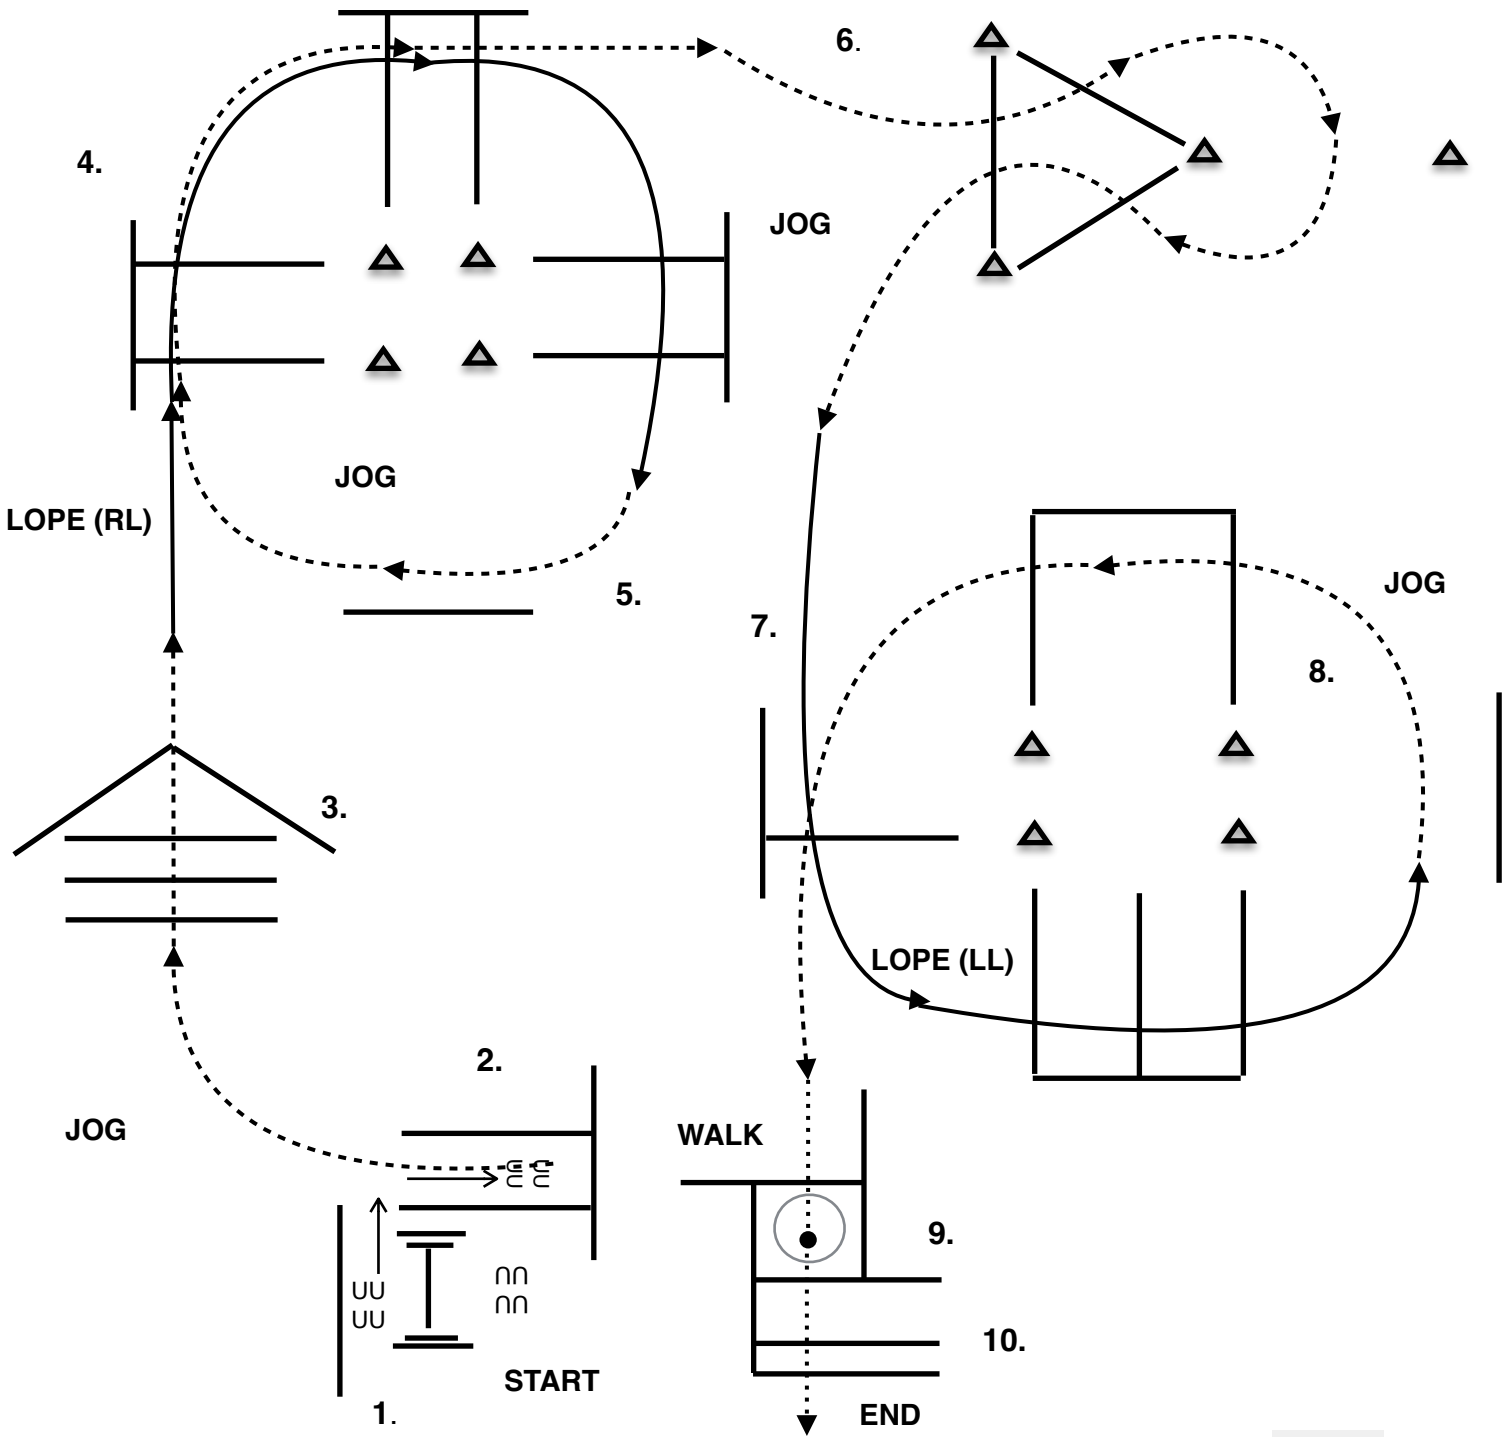 6.
4.
JOG
JOG
LOPE (RL)
JOG
5.
7.
8.
3.
LOPE (LL)
2.
JOG
WALK
9.
10.
START
1.
END